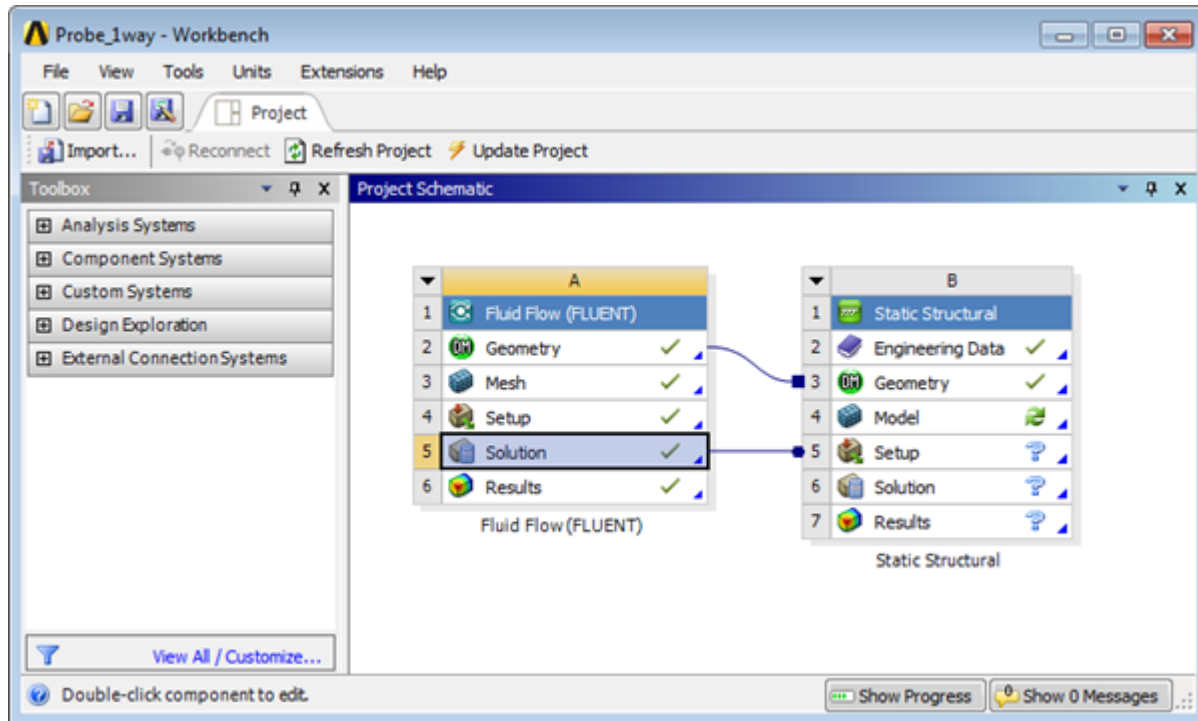 Probe_1way - Workbench
File View Tools Units Extensions Help
Project
Import... Reconnect Refresh Project Update Project
Toolbox
Analysis Systems
Component Systems
Custom Systems
Design Exploration
External Connection Systems
View All / Customize...
Project Schematic
A
1 Fluid Flow (FLUENT)
2 Geometry
3 Mesh
4 Setup
5 Solution
6 Results
Fluid Flow (FLUENT)
B
1 Static Structural
2 Engineering Data
3 Geometry
4 Model
5 Setup
6 Solution
7 Results
Static Structural
Double-click component to edit.
Show Progress
Show 0 Messages